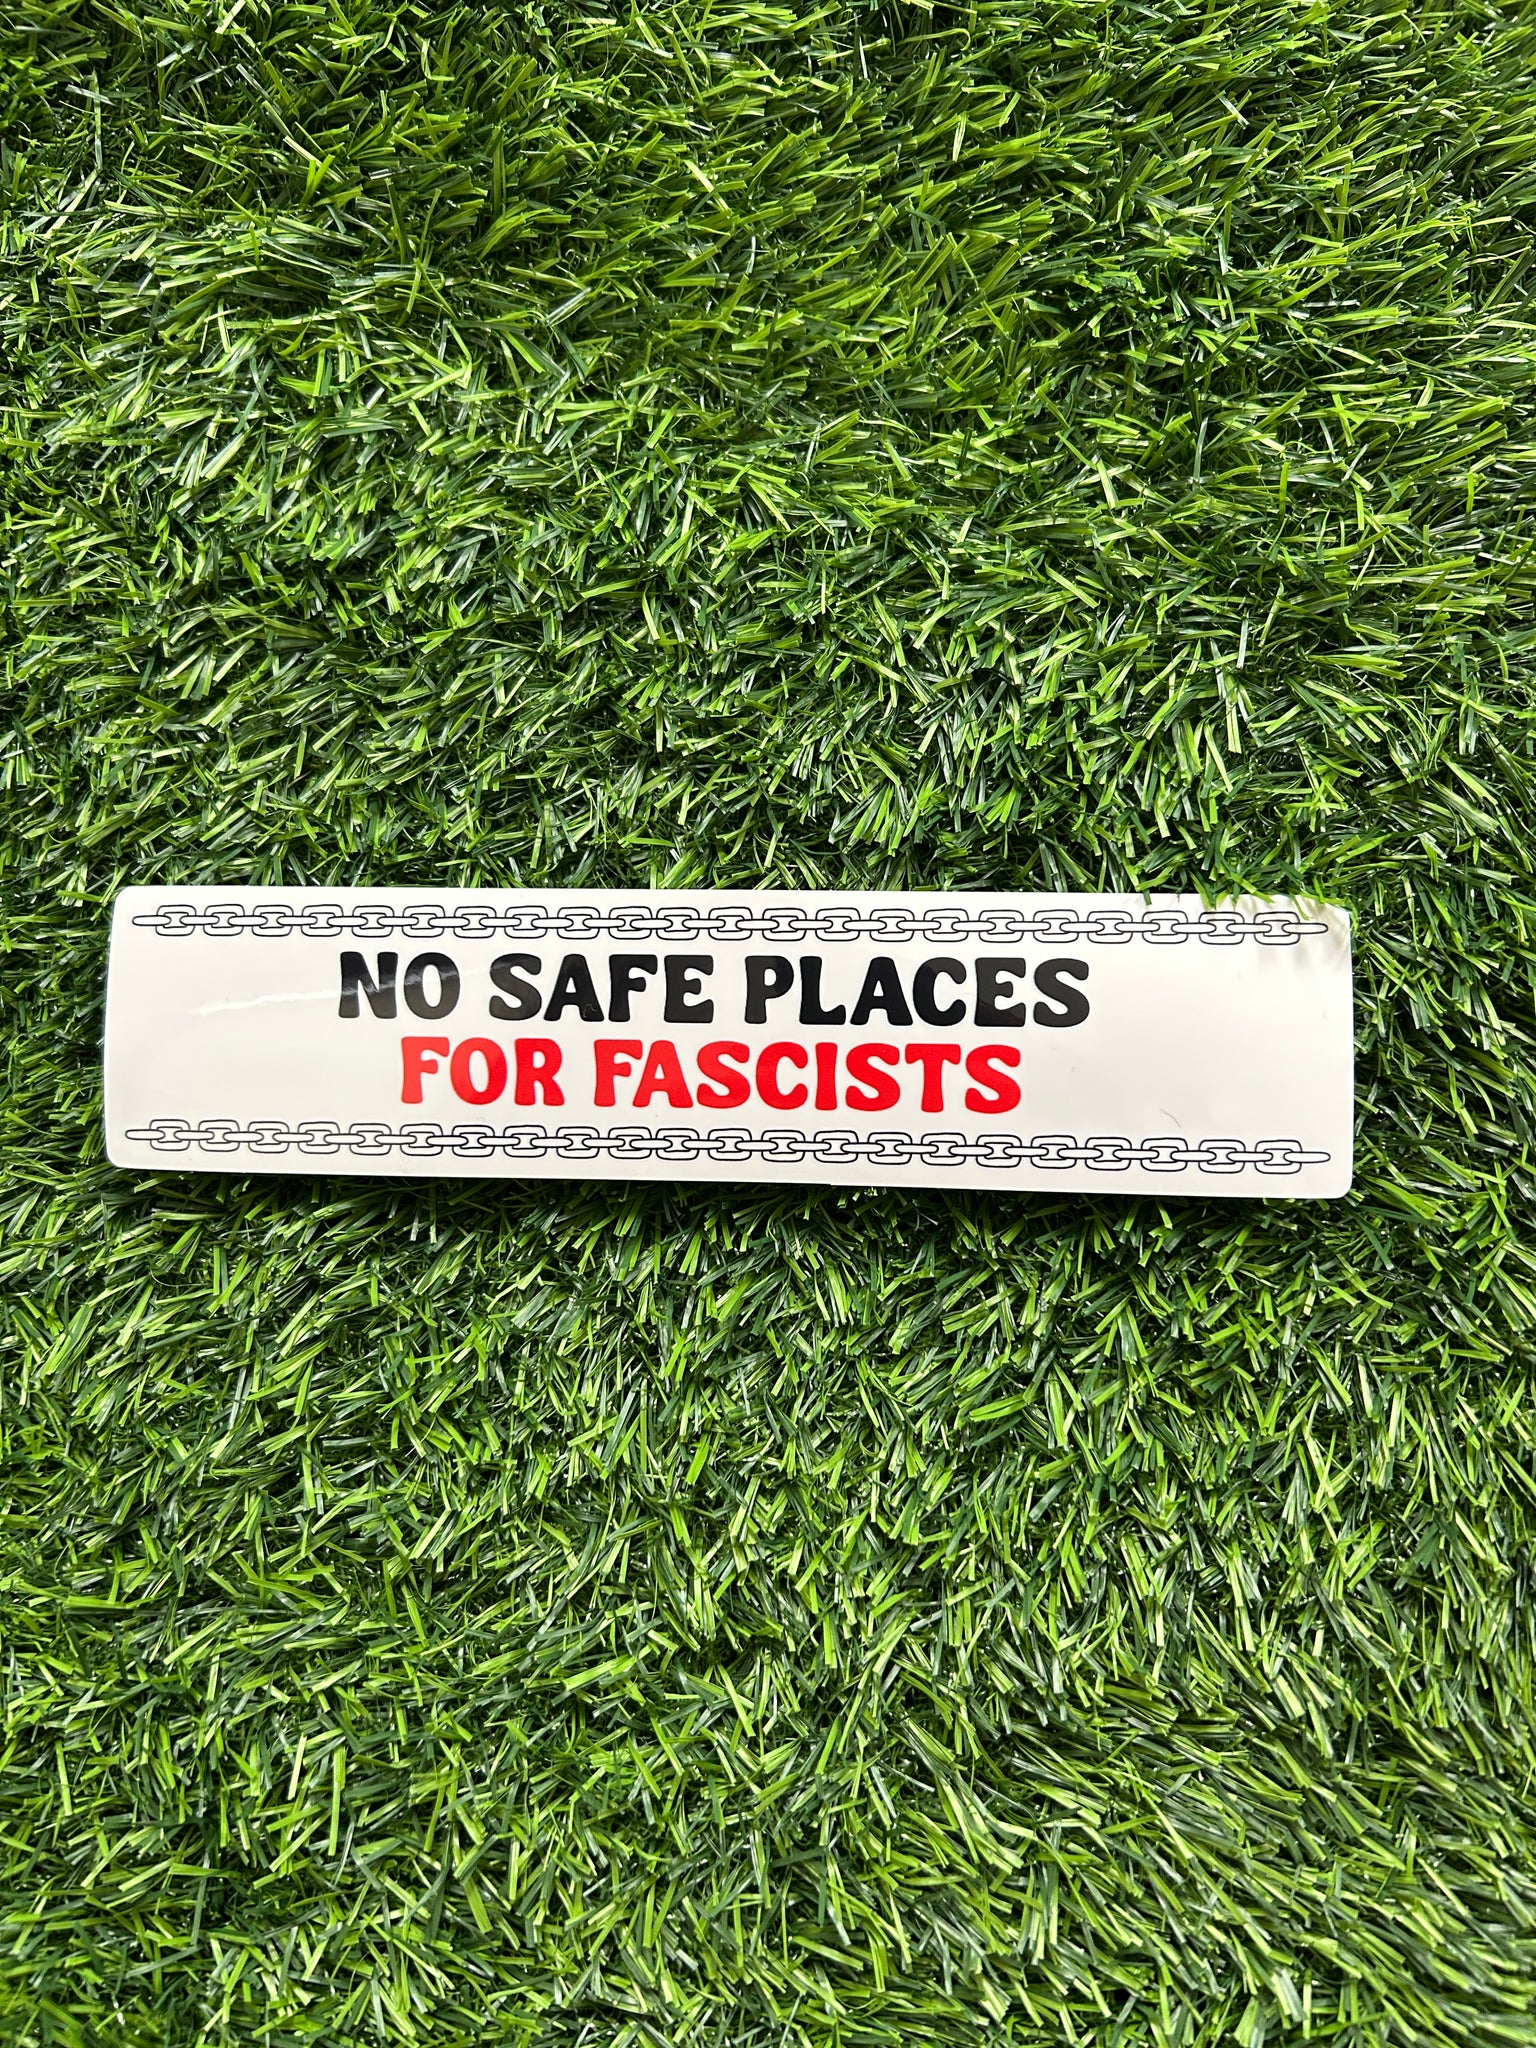 NO SAFE PLACES
FOR FASCISTS